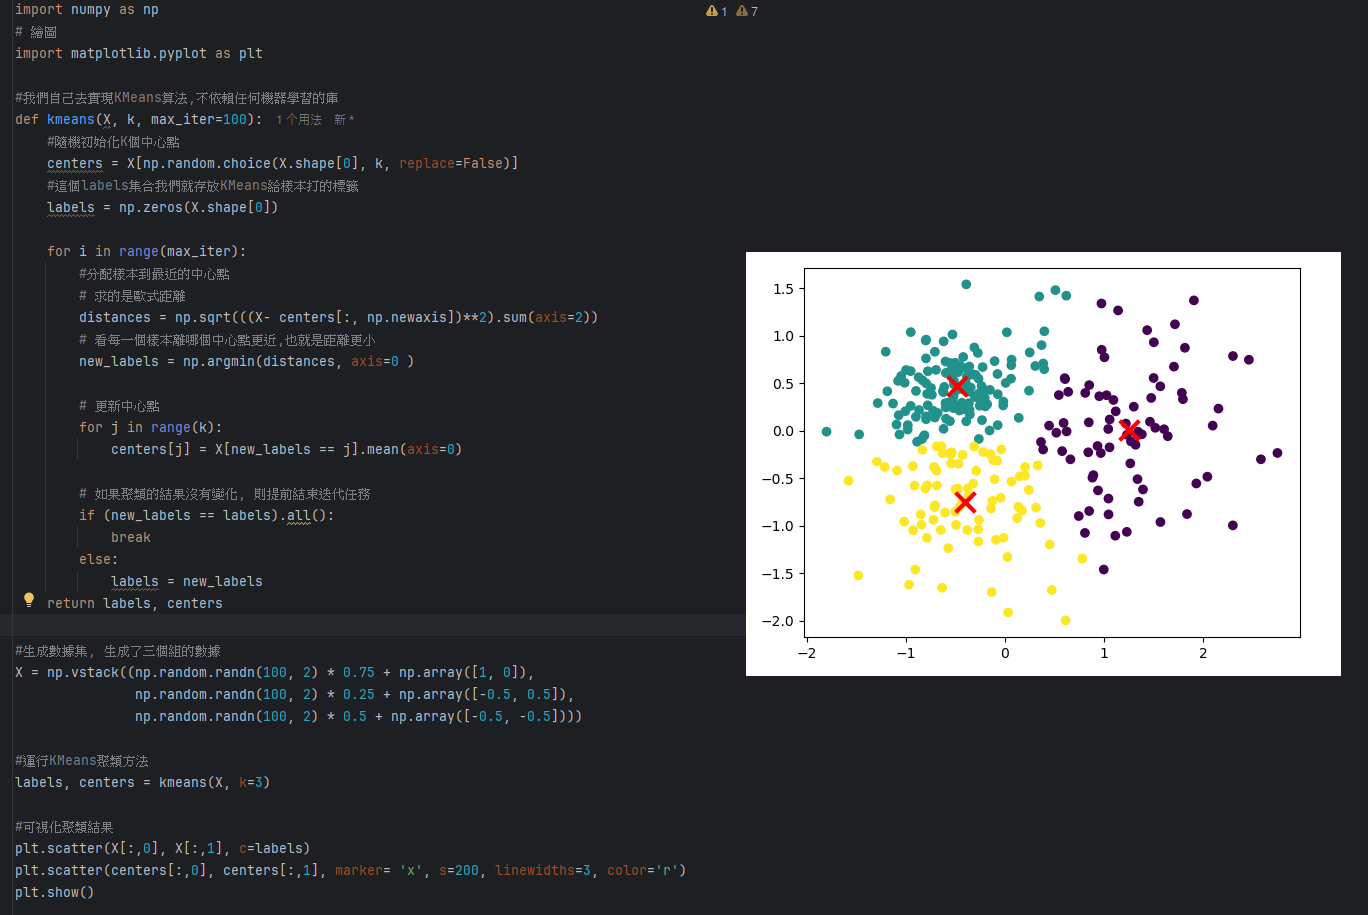 import numpy as np
# 繪圖
import matplotlib.pyplot as plt
#我們自己去實現KMeans算法,不依賴任何機器學習的庫
def kmeans(X, k, max_iter=100): 1 个用法 新 *
#隨機初始化K個中心點
centers = X[np.random.choice(X.shape[0], k, replace=False)]
#這個labels集合我們就存放KMeans給樣本打的標籤
labels = np.zeros(X.shape[0])
for i in range(max_iter):
#分配樣本到最近的中心點
# 求的是歐式距離
distances = np.sqrt(((X- centers[:, np.newaxis])**2).sum(axis=2))
# 看每一個樣本離哪個中心點更近,也就是距離更小
new_labels = np.argmin(distances, axis=0 )
# 更新中心點
for j in range(k):
centers[j] = X[new_labels == j].mean(axis=0)
# 如果聚類的結果沒有變化, 則提前結束迭代任務
if (new_labels == labels).all():
break
else:
labels = new_labels
return labels, centers
#生成數據集, 生成了三個組的數據
X = np.vstack((np.random.randn(100, 2) * 0.75 + np.array([1, 0]),
np.random.randn(100, 2) * 0.25 + np.array([-0.5, 0.5]),
np.random.randn(100, 2) * 0.5 + np.array([-0.5, -0.5])))
#運行KMeans聚類方法
labels, centers = kmeans(X, k=3)
#可視化聚類結果
plt.scatter(X[:,0], X[:,1], c=labels)
plt.scatter(centers[:,0], centers[:,1], marker= 'x', s=200, linewidths=3, color='r')
plt.show()
1 7
1.5
1.0
0.5
0.0
−0.5
−1.0
−1.5
−2.0
−2 −1 0 1 2